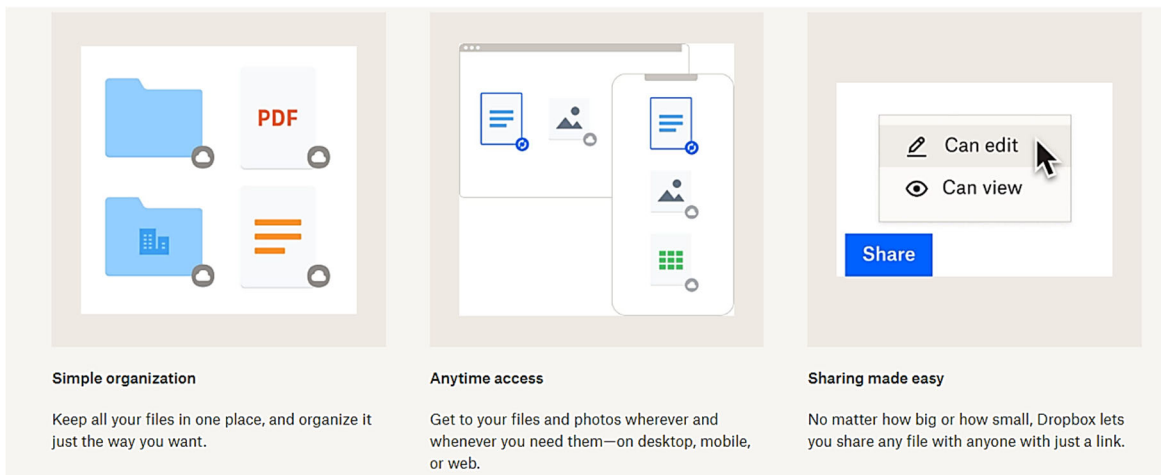 PDF
Can edit
Can view
Share
Simple organization
Keep all your files in one place, and organize it
just the way you want.
Anytime access
Get to your files and photos wherever and
whenever you need them—on desktop, mobile,
or web.
Sharing made easy
No matter how big or how small, Dropbox lets
you share any file with anyone with just a link.